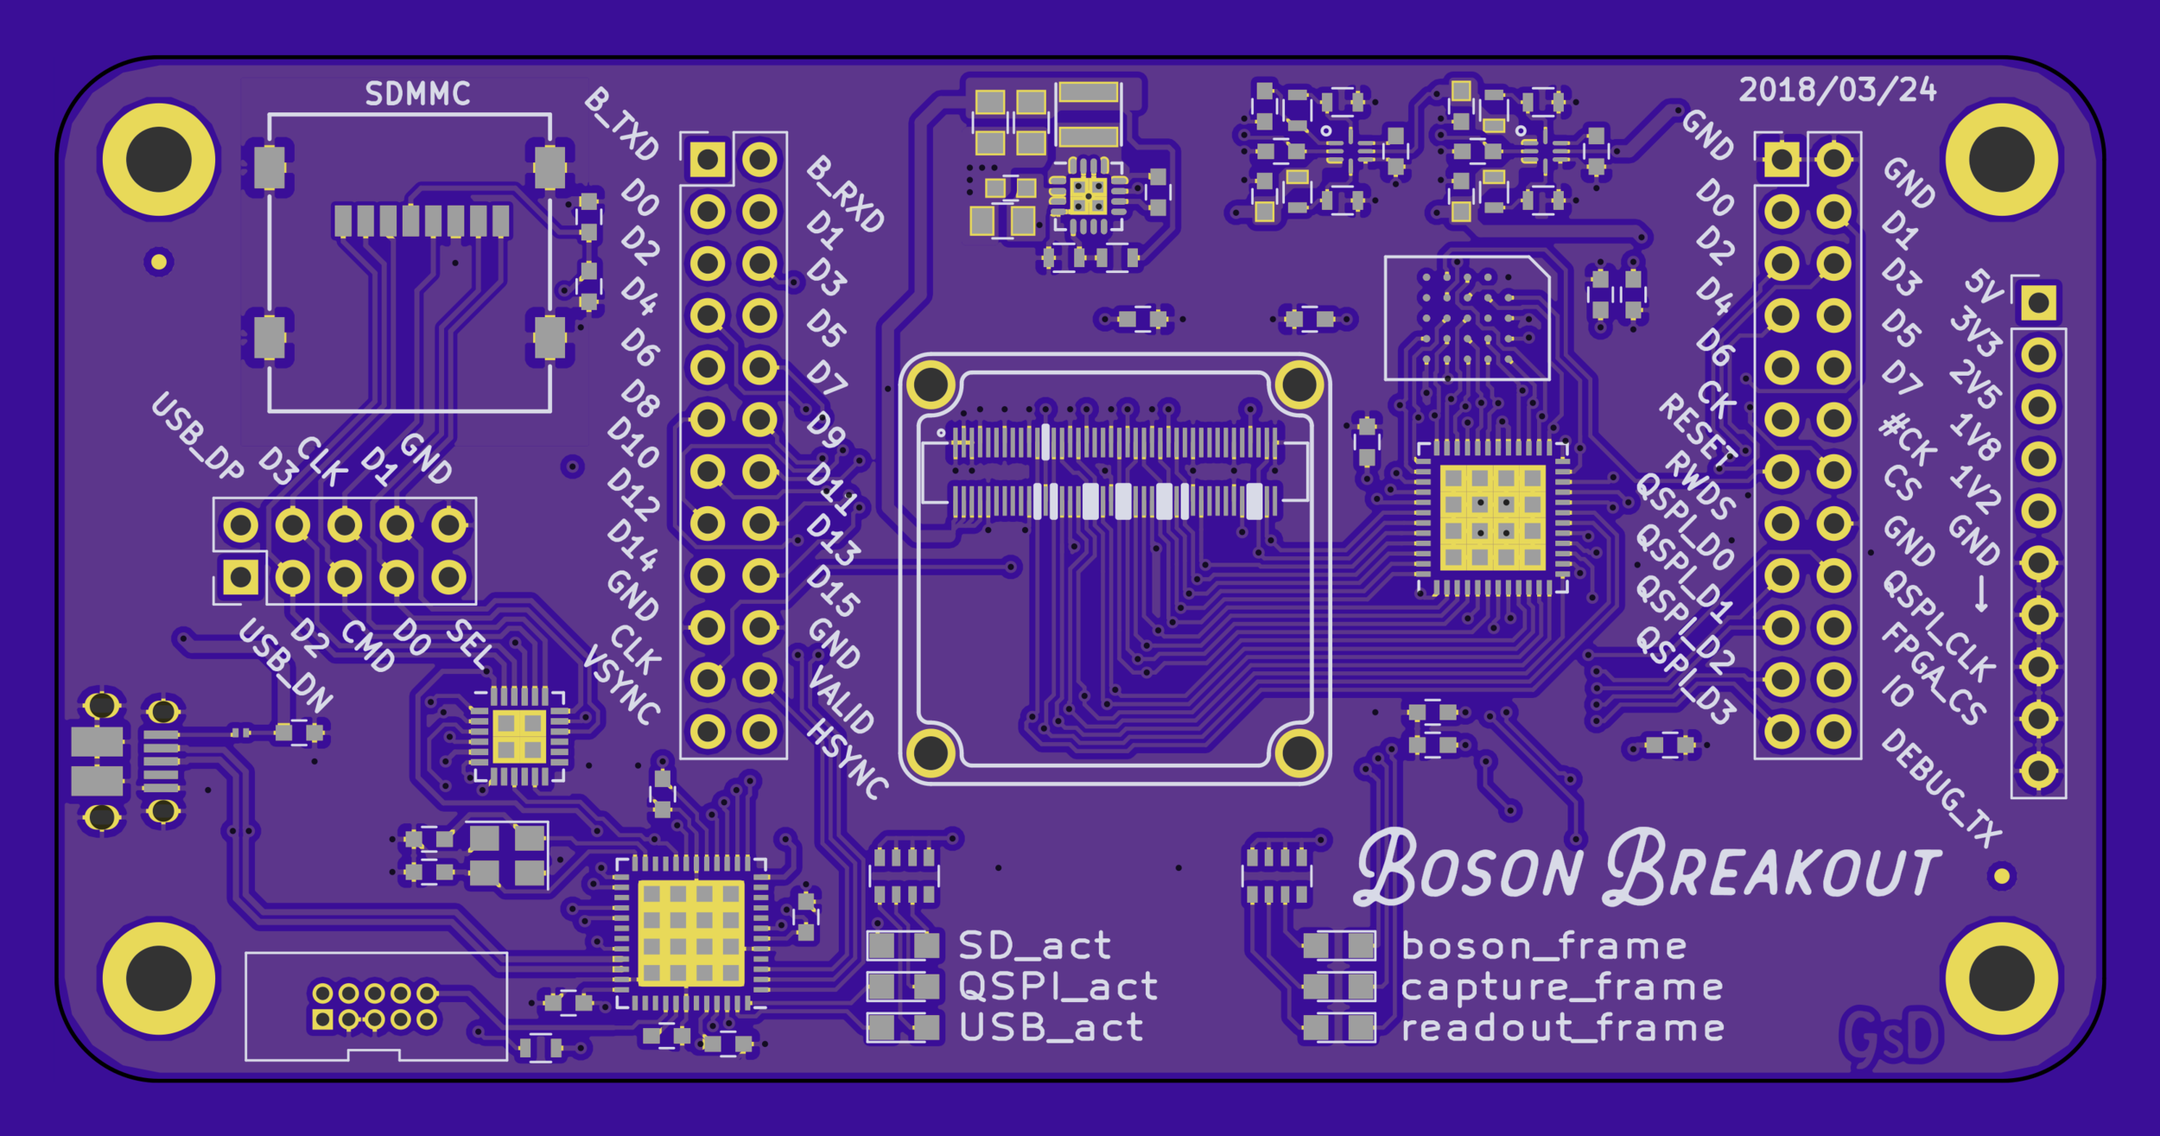 SDMMC
2018/03/24
B_TXD
D0
D2
D4
D6
D8
D10
D12
D14
GND
CLK
VSYNC
B_RXD
D1
D3
D5
D7
D9
D11
D13
D15
GND
VALID
HSYNC
GND
D0
D2
D4
D6
CK
RESET
RWDS
QSPI_D0
QSPI_D1
QSPI_D2
QSPI_D3
GND
D1
D3
D5
D7
#CK
CS
GND
QSPI_CLK
FPGA_CS
IO
DEBUG_TX
5V
3V3
2V5
1V8
1V2
GND
USB_DP
D3
CLK
D1
GND
USB_DN
D2
CMD
D0
SEL
BOSON BREAKOUT
SD_act
QSPI_act
USB_act
boson_frame
capture_frame
readout_frame
GsD